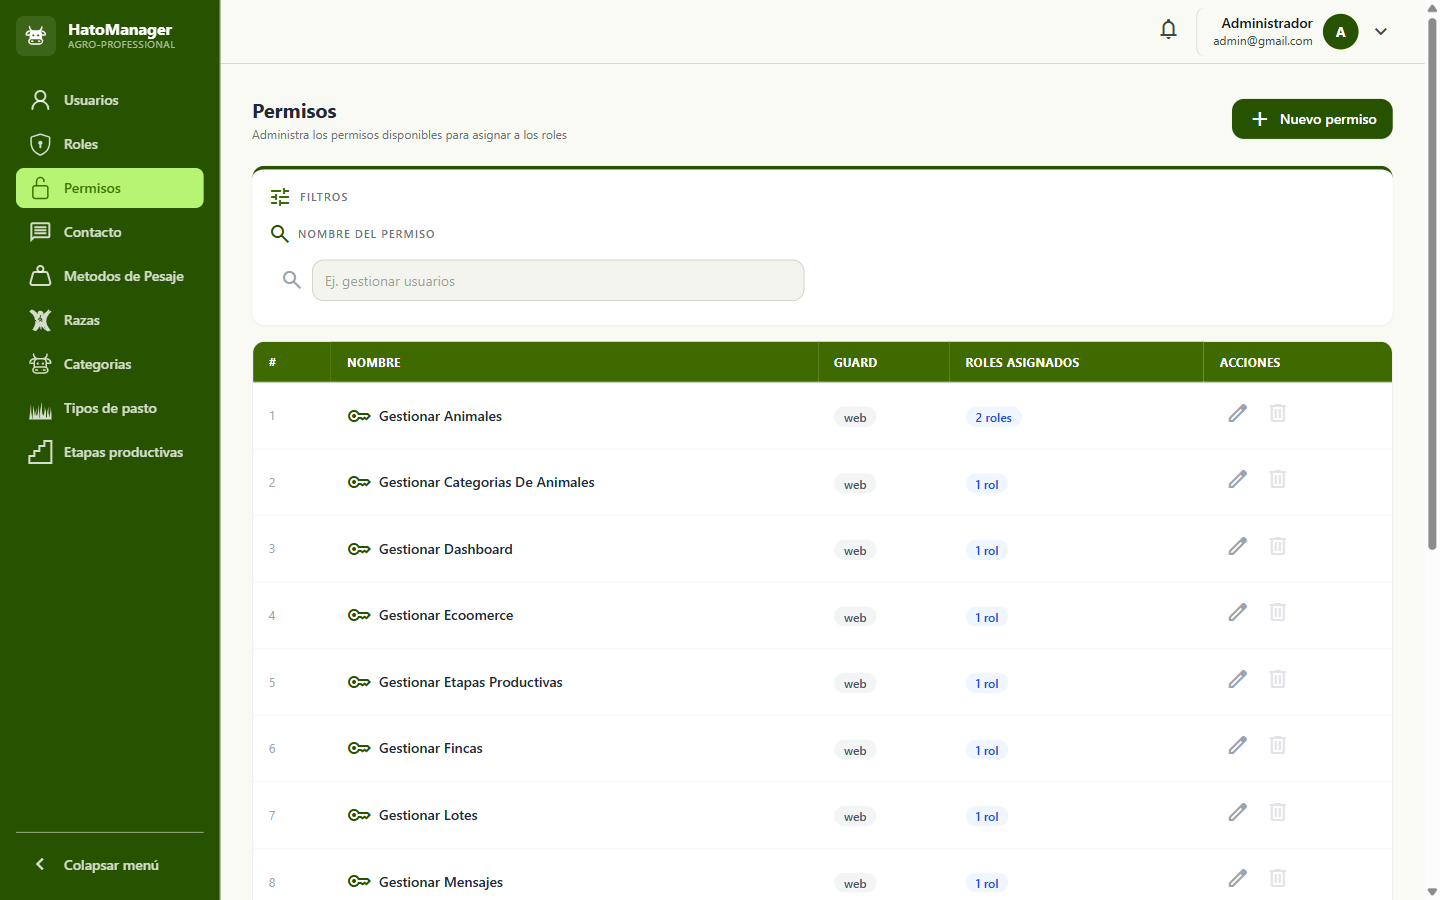 HatoManager
AGRO-PROFESSIONAL
Usuarios
Roles
Permisos
Contacto
Metodos de Pesaje
Razas
Categorias
Tipos de pasto
Etapas productivas
Colapsar menú
Administrador
admin@gmail.com
A
Permisos
Administra los permisos disponibles para asignar a los roles
Nuevo permiso
FILTROS
NOMBRE DEL PERMISO
Ej. gestionar usuarios
# NOMBRE GUARD ROLES ASIGNADOS ACCIONES
1 Gestionar Animales web 2 roles
2 Gestionar Categorias De Animales web 1 rol
3 Gestionar Dashboard web 1 rol
4 Gestionar Ecoomerce web 1 rol
5 Gestionar Etapas Productivas web 1 rol
6 Gestionar Fincas web 1 rol
7 Gestionar Lotes web 1 rol
8 Gestionar Mensajes web 1 rol